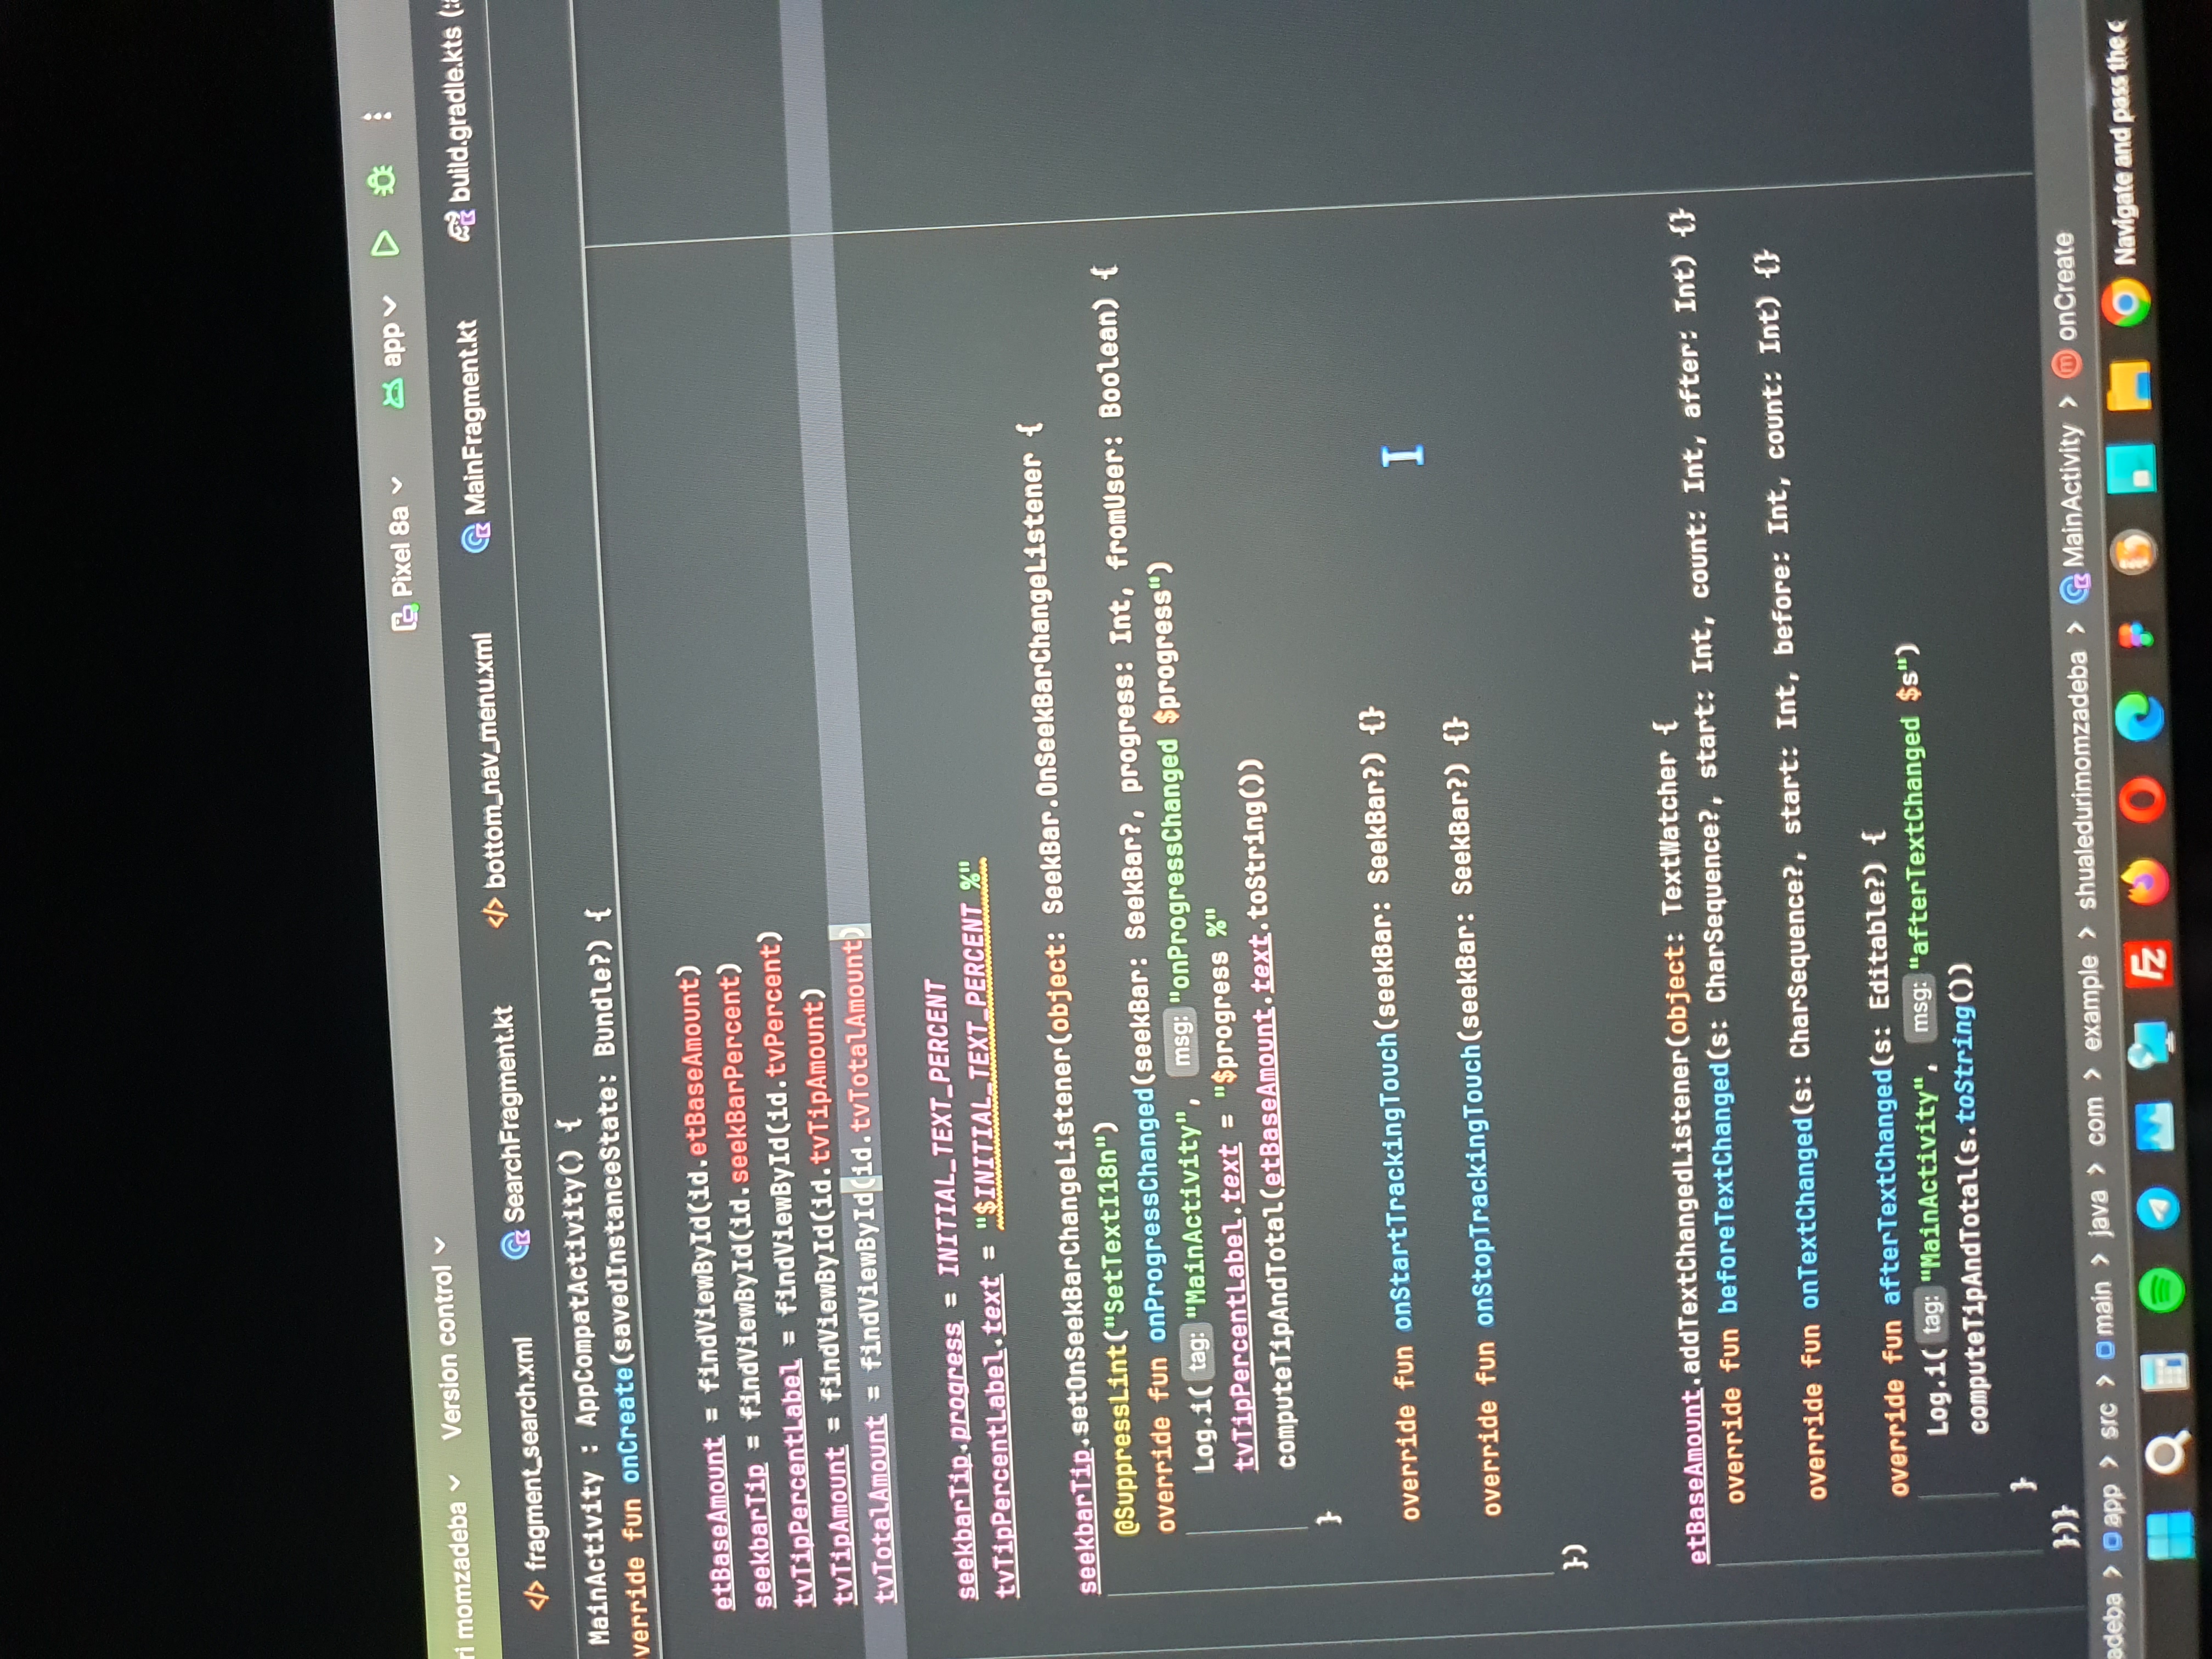 ri momzadeba Version control Pixel 8a app
fragment_search.xml SearchFragment.kt bottom_nav_menu.xml MainFragment.kt build.gradle.kts (:
MainActivity : AppCompatActivity() {
verride fun onCreate(savedInstanceState: Bundle?) {
etBaseAmount = findViewById(id.etBaseAmount)
seekbarTip = findViewById(id.seekBarPercent)
tvTipPercentLabel = findViewById(id.tvPercent)
tvTipAmount = findViewById(id.tvTipAmount)
tvTotalAmount = findViewById(id.tvTotalAmount)
seekbarTip.progress = INITIAL_TEXT_PERCENT
tvTipPercentLabel.text = "$INITIAL_TEXT_PERCENT %"
seekbarTip.setOnSeekBarChangeListener(object: SeekBar.OnSeekBarChangeListener {
@SuppressLint("SetTextI18n")
override fun onProgressChanged(seekBar: SeekBar?, progress: Int, fromUser: Boolean) {
Log.i( tag: "MainActivity", msg: "onProgressChanged $progress")
tvTipPercentLabel.text = "$progress %"
computeTipAndTotal(etBaseAmount.text.toString())
}
override fun onStartTrackingTouch(seekBar: SeekBar?) {}
override fun onStopTrackingTouch(seekBar: SeekBar?) {}
})
etBaseAmount.addTextChangedListener(object: TextWatcher {
override fun beforeTextChanged(s: CharSequence?, start: Int, count: Int, after: Int) {}
override fun onTextChanged(s: CharSequence?, start: Int, before: Int, count: Int) {}
override fun afterTextChanged(s: Editable?) {
Log.i( tag: "MainActivity", msg: "afterTextChanged $s")
computeTipAndTotal(s.toString())
}
})}
adeba > app > src > main > java > com > example > shualedurimomzadeba > MainActivity > m onCreate
Fz Navigate and pass the